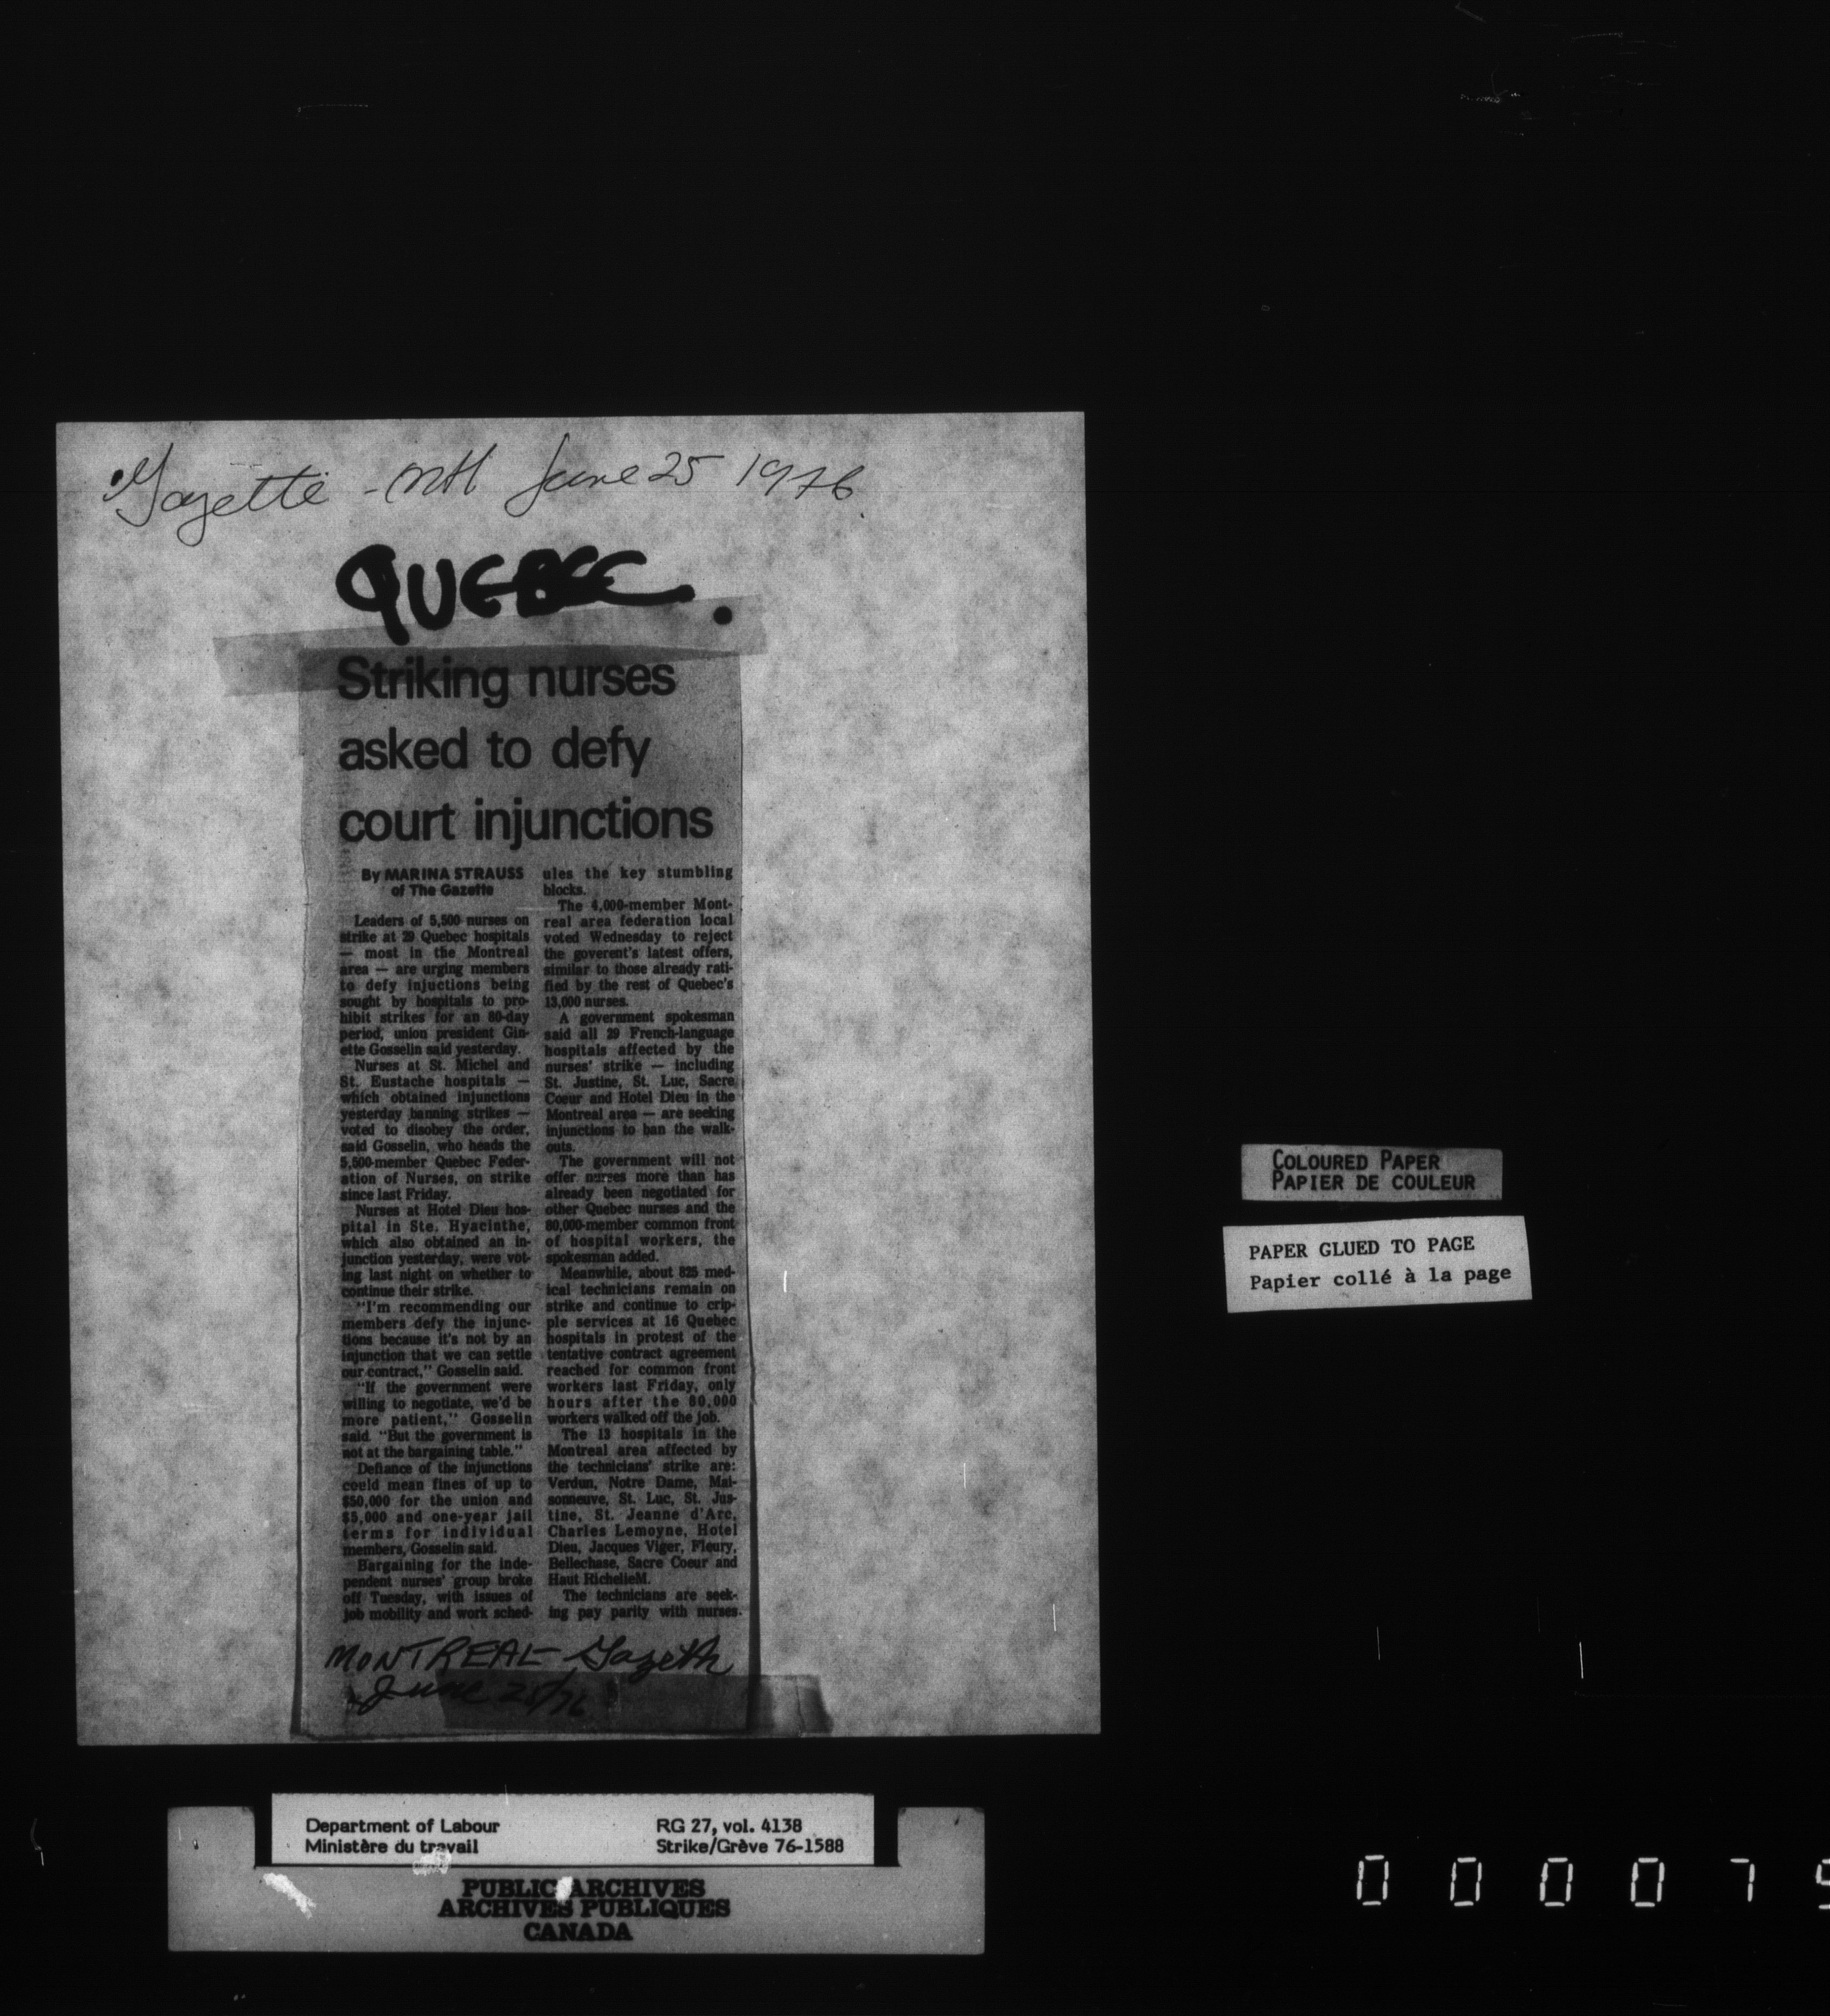 Gazette - Mtl June 25 1976.
QUEBEC.
Striking nurses
asked to defy
court injunctions
By MARINA STRAUSS
of The Gazette
Leaders of 5,500 nurses on
strike at 29 Quebec hospitals
— most in the Montreal
area — are urging members
to defy injuctions being
sought by hospitals to pro-
hibit strikes for an 80-day
period, union president Gin-
ette Gosselin said yesterday.
Nurses at St. Michel and
St. Eustache hospitals —
which obtained injunctions
yesterday banning strikes —
voted to disobey the order,
said Gosselin, who heads the
5,500-member Quebec Feder-
ation of Nurses, on strike
since last Friday.
Nurses at Hotel Dieu hos-
pital in Ste. Hyacinthe,
which also obtained an in-
junction yesterday, were vot-
ing last night on whether to
continue their strike.
"I'm recommending our
members defy the injunc-
tions because it's not by an
injunction that we can settle
our contract," Gosselin said.
"If the government were
willing to negotiate, we'd be
more patient," Gosselin
said. "But the government is
not at the bargaining table."
Defiance of the injunctions
could mean fines of up to
$50,000 for the union and
$5,000 and one-year jail
terms for individual
members, Gosselin said.
Bargaining for the inde-
pendent nurses' group broke
off Tuesday, with issues of
job mobility and work sched-
ules the key stumbling
blocks.
The 4,000-member Mont-
real area federation local
voted Wednesday to reject
the goverent's latest offers,
similar to those already rati-
fied by the rest of Quebec's
13,000 nurses.
A government spokesman
said all 29 French-language
hospitals affected by the
nurses' strike — including
St. Justine, St. Luc, Sacre
Coeur and Hotel Dieu in the
Montreal area — are seeking
injunctions to ban the walk-
outs.
The government will not
offer nurses more than has
already been negotiated for
other Quebec nurses and the
80,000-member common front
of hospital workers, the
spokesman added.
Meanwhile, about 825 med-
ical technicians remain on
strike and continue to crip-
ple services at 16 Quebec
hospitals in protest of the
tentative contract agreement
reached for common front
workers last Friday, only
hours after the 80,000
workers walked off the job.
The 13 hospitals in the
Montreal area affected by
the technicians' strike are:
Verdun, Notre Dame, Mai-
sonneuve, St. Luc, St. Jus-
tine, St. Jeanne d'Arc,
Charles Lemoyne, Hotel
Dieu, Jacques Viger, Fleury,
Bellechase, Sacre Coeur and
Haut RichelieM.
The technicians are seek-
ing pay parity with nurses.
MONTREAL Gazette
June 25/76
COLOURED PAPER
PAPIER DE COULEUR
PAPER GLUED TO PAGE
Papier collé à la page
Department of Labour
Ministère du travail
RG 27, vol. 4138
Strike/Grève 76-1588
PUBLIC ARCHIVES
ARCHIVES PUBLIQUES
CANADA
0 0 0 0 7